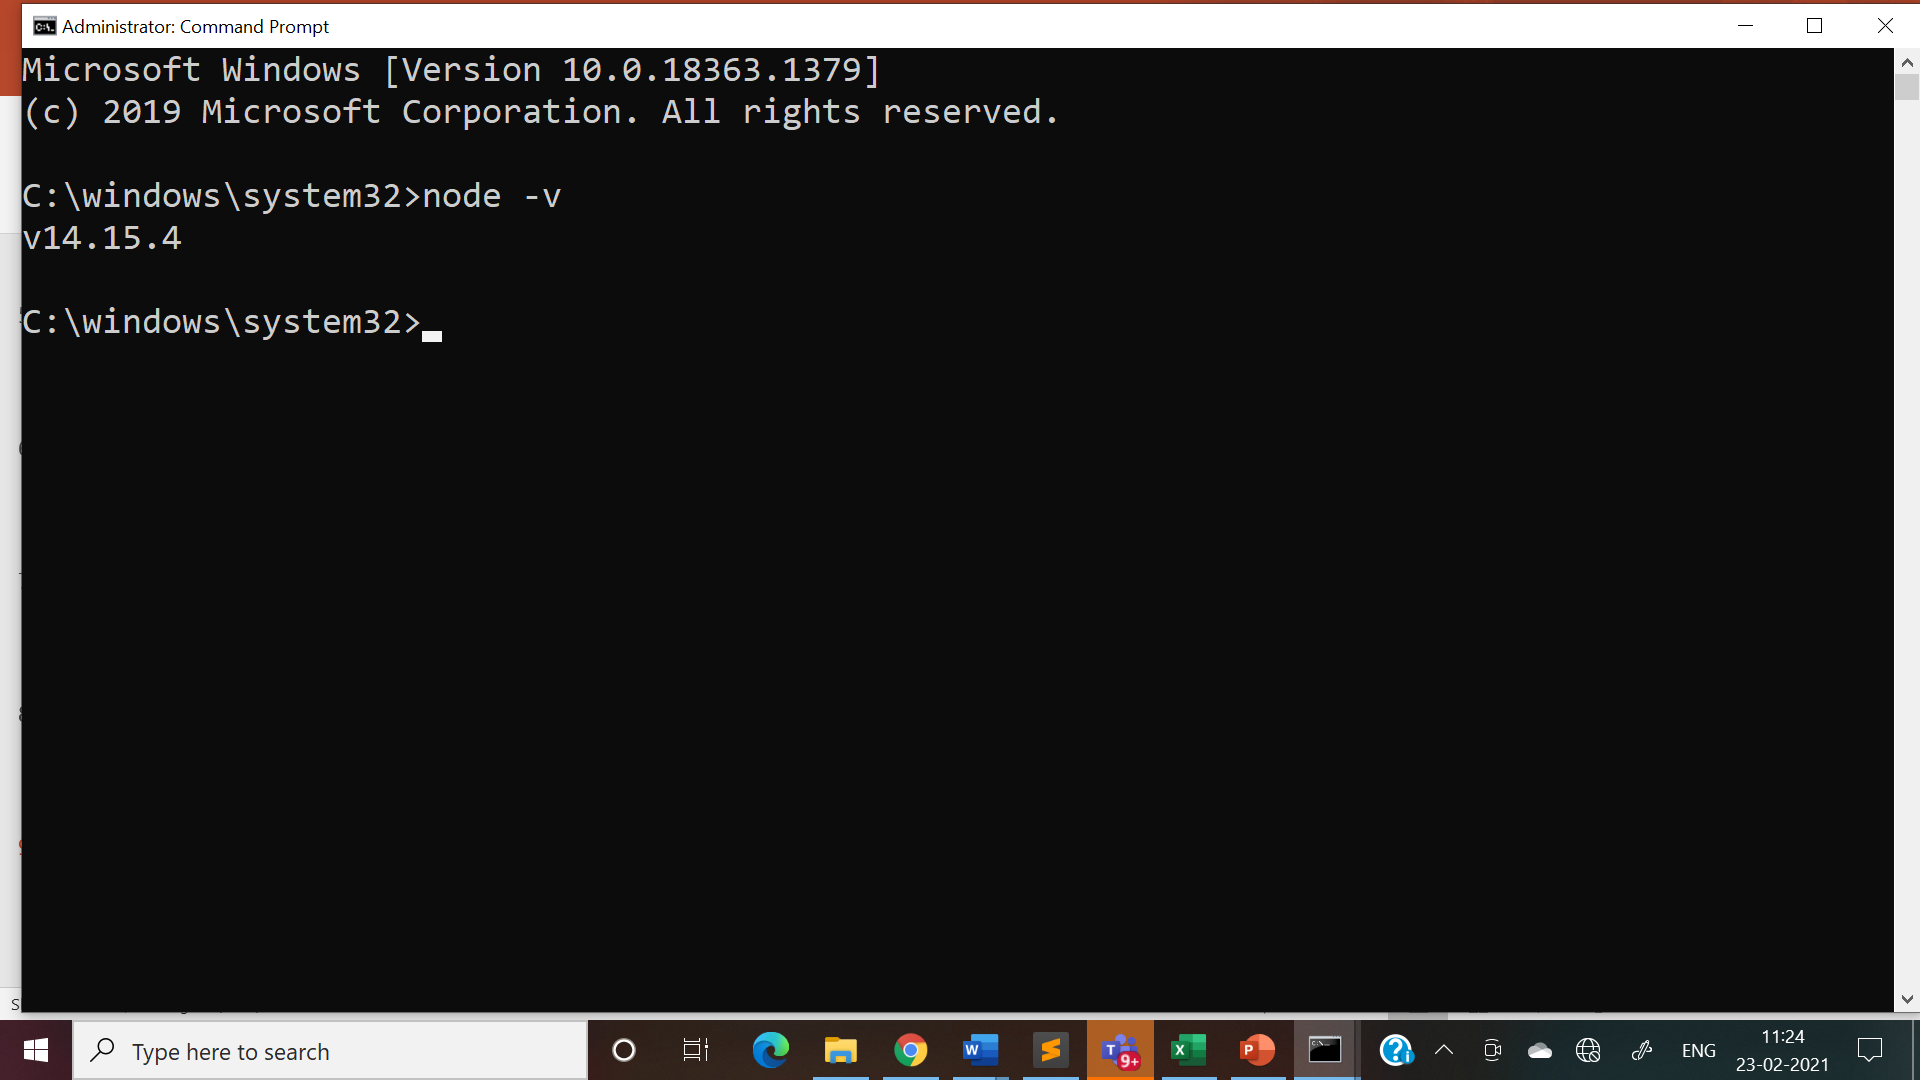 Administrator: Command Prompt
Microsoft Windows [Version 10.0.18363.1379]
(c) 2019 Microsoft Corporation. All rights reserved.
C:\windows\system32>node -v
v14.15.4
C:\windows\system32>
Type here to search
T 9+
ENG
11:24
23-02-2021